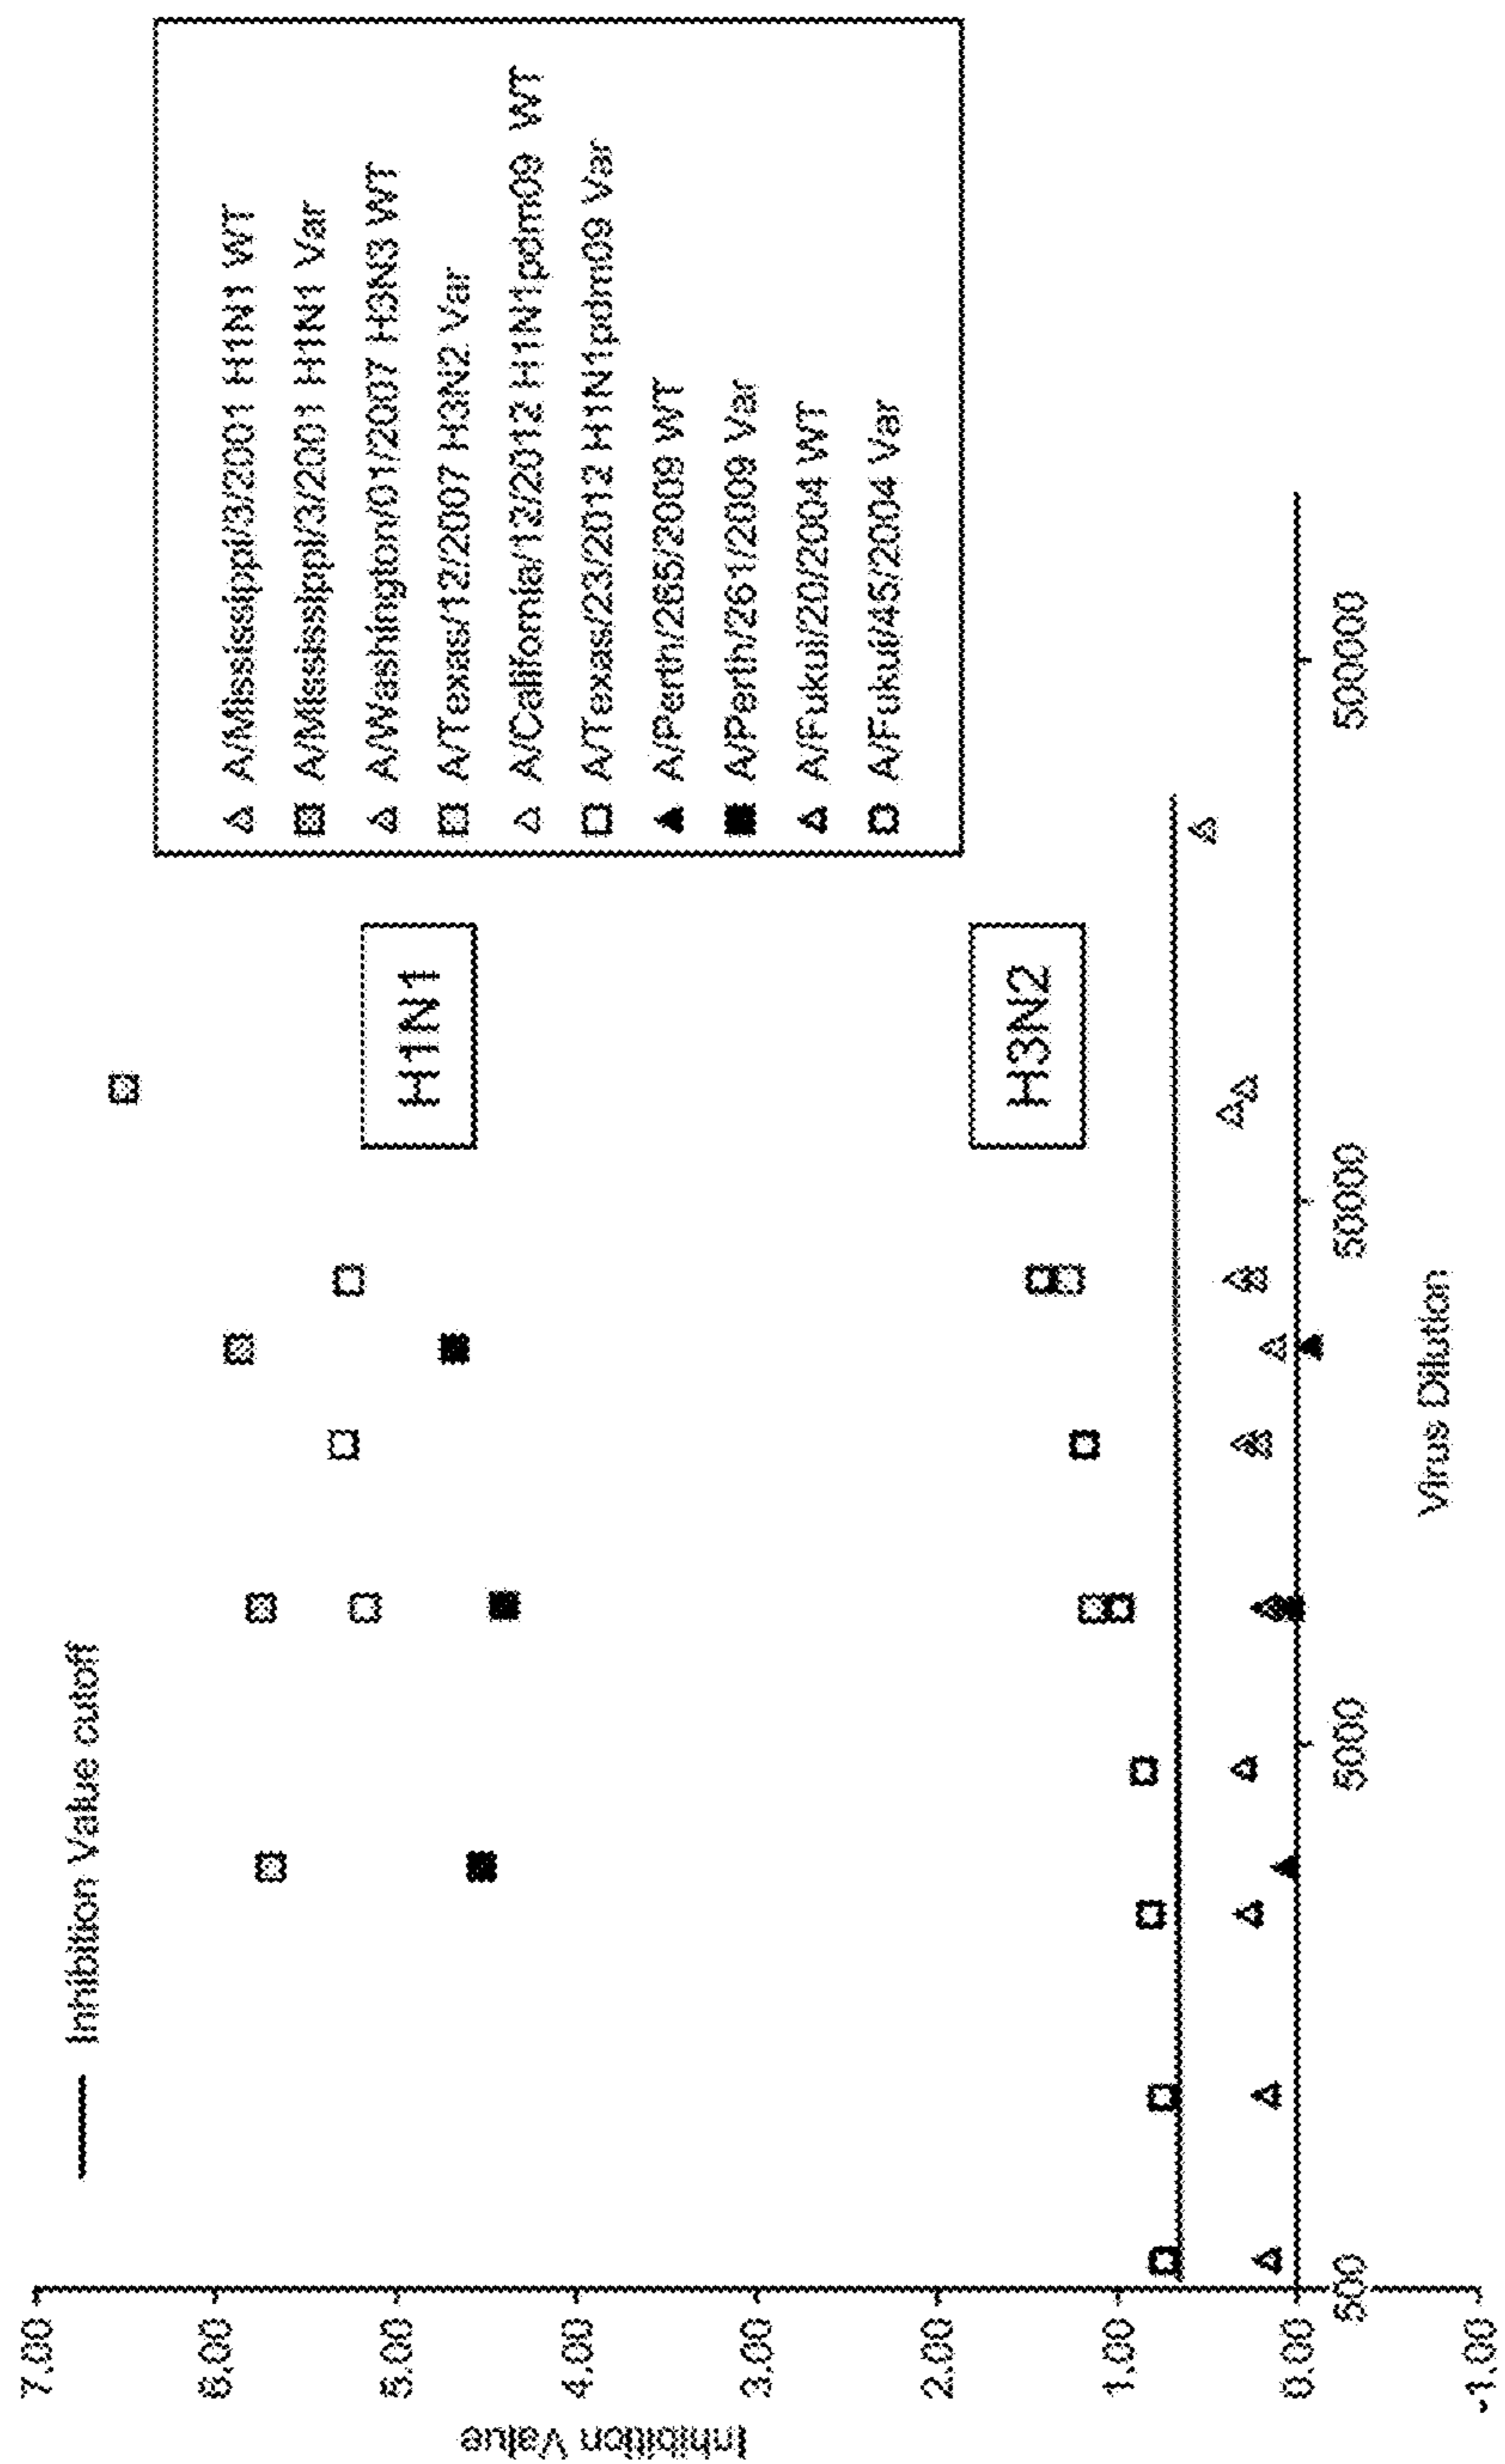 Inhibition Value cutoff
A/Mississippi/3/2001 H1N1 WT
A/Mississippi/3/2001 H1N1 Var
A/Washington/01/2007 H3N3 WT
A/Texas/12/2007 H3N2 Var
A/California/12/2012 H1N1pdm09 WT
A/Texas/23/2012 H1N1pdm09 Var
A/Perth/265/2009 WT
A/Perth/261/2009 Var
A/Fukui/20/2004 WT
A/Fukui/45/2004 Var
H1N1
H3N2
Inhibition Value
7.00
6.00
5.00
4.00
3.00
2.00
1.00
0.00
-1.00
500
5000
50000
500000
Virus Dilution